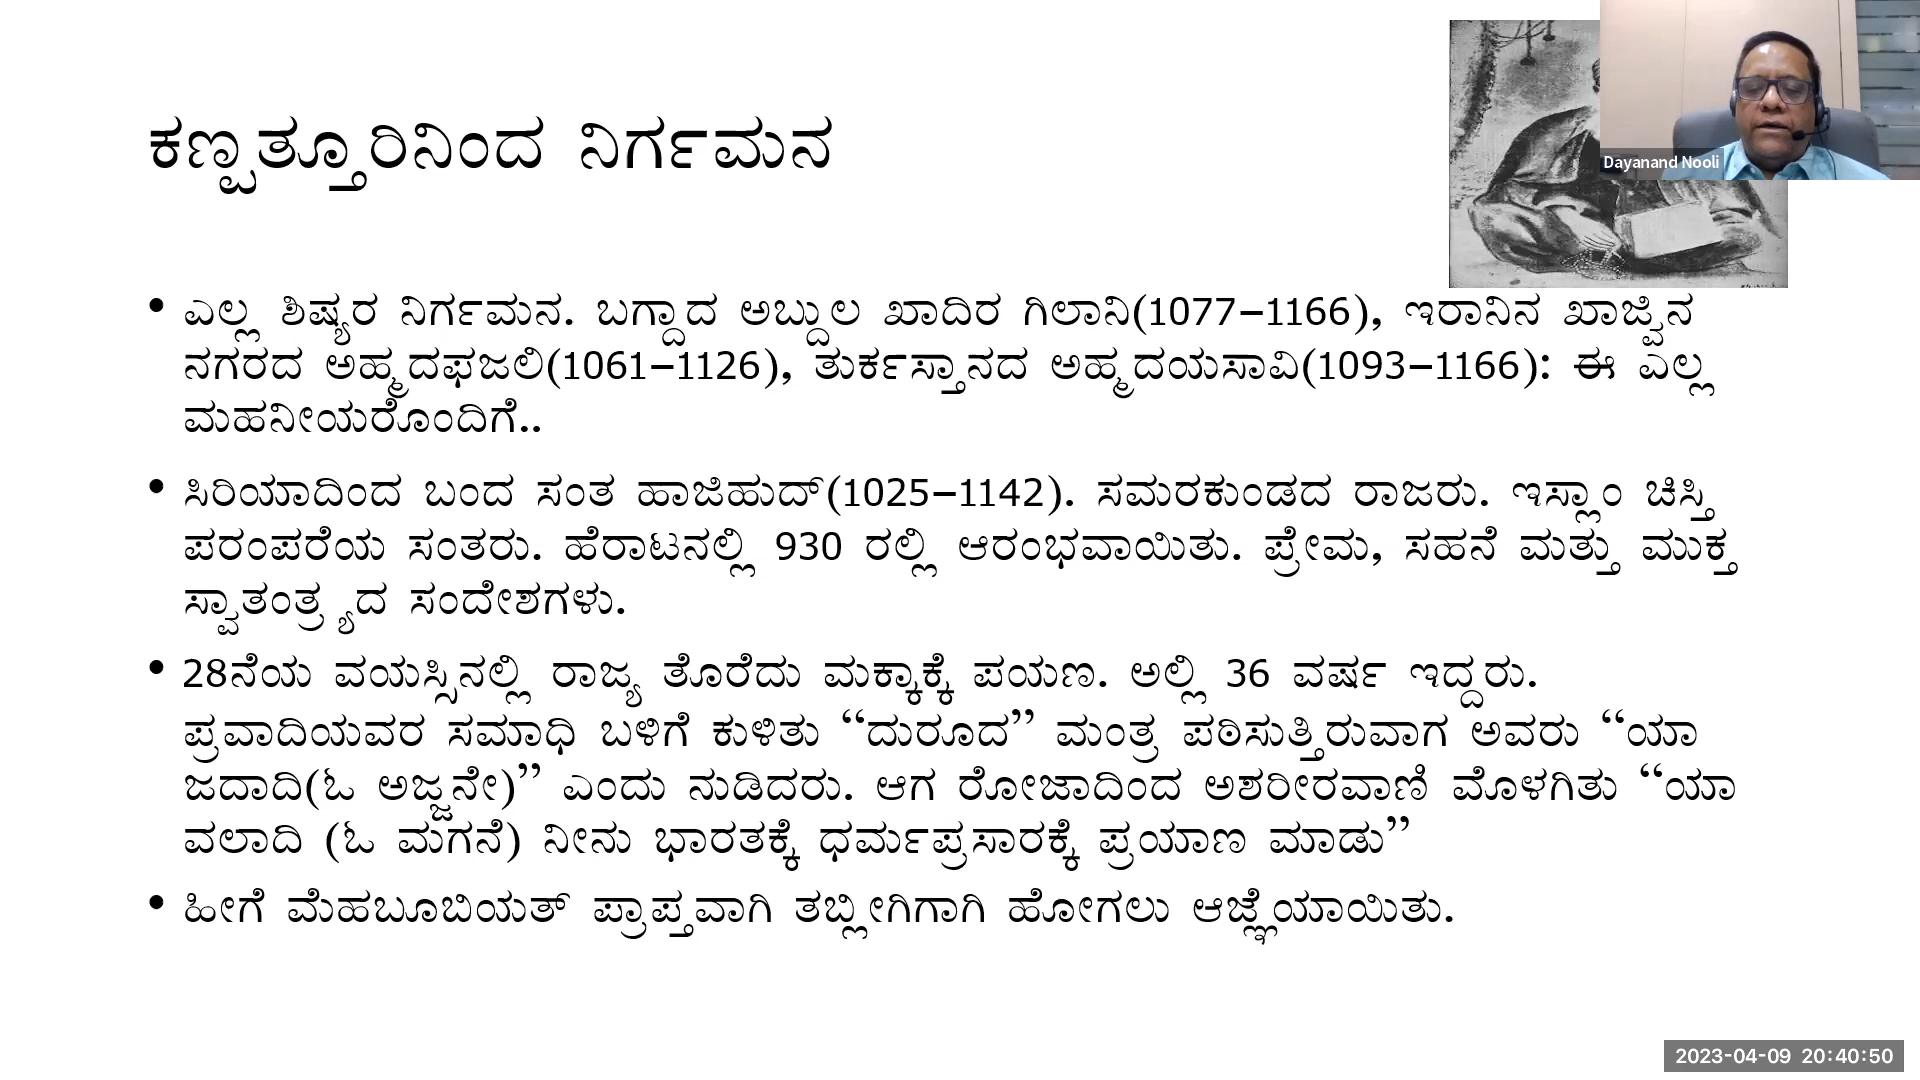 ಕಣ್ಪತ್ತೂರಿನಿಂದ ನಿರ್ಗಮನ
Dayanand Nooli
• ಎಲ್ಲ ಶಿಷ್ಯರ ನಿರ್ಗಮನ. ಬಗ್ದಾದ ಅಬ್ದುಲ ಖಾದಿರ ಗಿಲಾನಿ(1077–1166), ಇರಾನಿನ ಖಾಜ್ವಿನ
ನಗರದ ಅಹ್ಮದಫಜಲಿ(1061–1126), ತುರ್ಕಸ್ತಾನದ ಅಹ್ಮದಯಸಾವಿ(1093–1166): ಈ ಎಲ್ಲ
ಮಹನೀಯರೊಂದಿಗೆ..
• ಸಿರಿಯಾದಿಂದ ಬಂದ ಸಂತ ಹಾಜಿಹುದ್(1025–1142). ಸಮರಕುಂಡದ ರಾಜರು. ಇಸ್ಲಾಂ ಚಿಸ್ತಿ
ಪರಂಪರೆಯ ಸಂತರು. ಹೆರಾಟನಲ್ಲಿ 930 ರಲ್ಲಿ ಆರಂಭವಾಯಿತು. ಪ್ರೇಮ, ಸಹನೆ ಮತ್ತು ಮುಕ್ತ
ಸ್ವಾತಂತ್ರ್ಯದ ಸಂದೇಶಗಳು.
• 28ನೆಯ ವಯಸ್ಸಿನಲ್ಲಿ ರಾಜ್ಯ ತೊರೆದು ಮಕ್ಕಾಕ್ಕೆ ಪಯಣ. ಅಲ್ಲಿ 36 ವರ್ಷ ಇದ್ದರು.
ಪ್ರವಾದಿಯವರ ಸಮಾಧಿ ಬಳಿಗೆ ಕುಳಿತು “ದುರೂದ” ಮಂತ್ರ ಪಠಿಸುತ್ತಿರುವಾಗ ಅವರು “ಯಾ
ಜದಾದಿ(ಓ ಅಜ್ಜನೇ)” ಎಂದು ನುಡಿದರು. ಆಗ ರೋಜಾದಿಂದ ಅಶರೀರವಾಣಿ ಮೊಳಗಿತು “ಯಾ
ವಲಾದಿ (ಓ ಮಗನೆ) ನೀನು ಭಾರತಕ್ಕೆ ಧರ್ಮಪ್ರಸಾರಕ್ಕೆ ಪ್ರಯಾಣ ಮಾಡು”
• ಹೀಗೆ ಮೆಹಬೂಬಿಯತ್ ಪ್ರಾಪ್ತವಾಗಿ ತಬ್ಲೀಗಿಗಾಗಿ ಹೋಗಲು ಆಜ್ಞೆಯಾಯಿತು.
2023-04-09 20:40:50